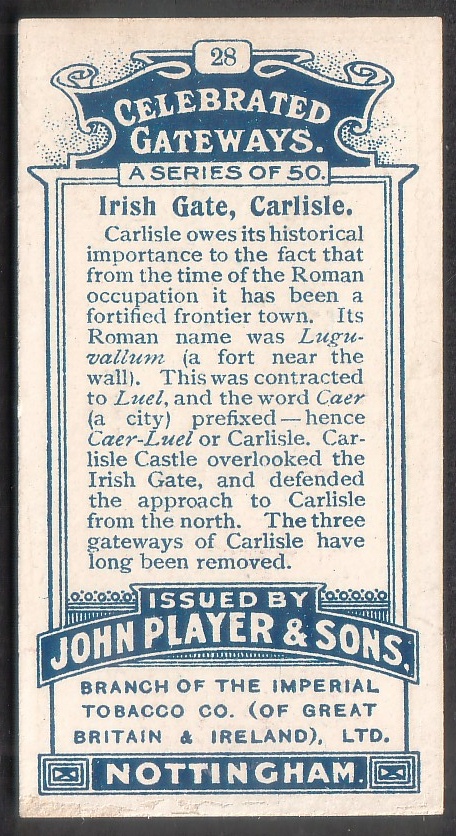 28
CELEBRATED
GATEWAYS.
A SERIES OF 50.
Irish Gate, Carlisle.
Carlisle owes its historical
importance to the fact that
from the time of the Roman
occupation it has been a
fortified frontier town. Its
Roman name was Lugu-
vallum (a fort near the
wall). This was contracted
to Luel, and the word Caer
(a city) prefixed — hence
Caer-Luel or Carlisle. Car-
lisle Castle overlooked the
Irish Gate, and defended
the approach to Carlisle
from the north. The three
gateways of Carlisle have
long been removed.
ISSUED BY
JOHN PLAYER & SONS.
BRANCH OF THE IMPERIAL
TOBACCO CO. (OF GREAT
BRITAIN & IRELAND), LTD.
NOTTINGHAM.